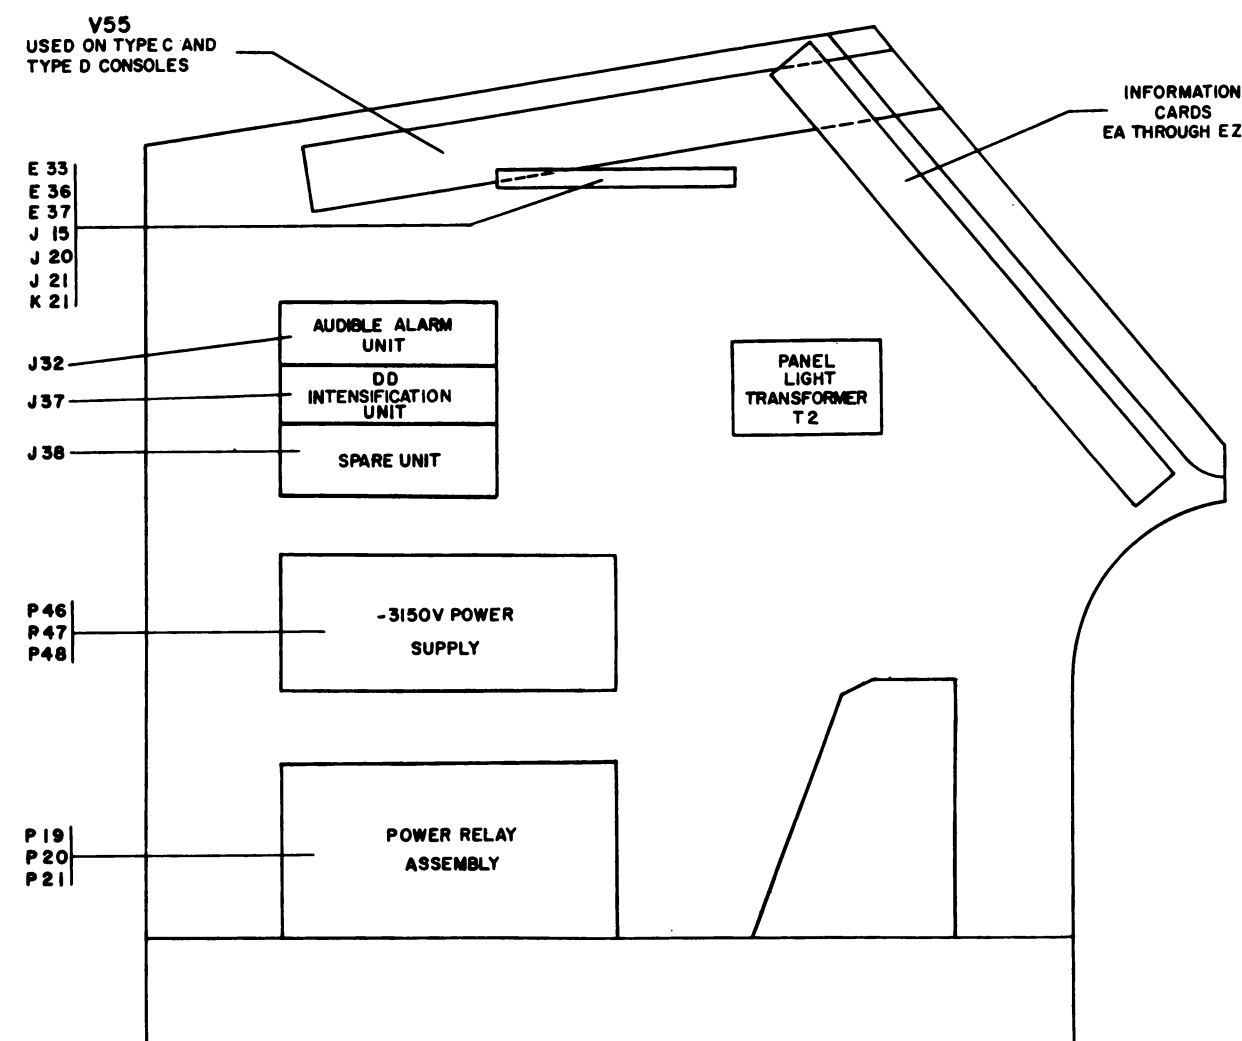 V55
USED ON TYPE C AND
TYPE D CONSOLES
INFORMATION
CARDS
EA THROUGH EZ
E 33
E 36
E 37
J 15
J 20
J 21
K 21
AUDIBLE ALARM
UNIT
J32
DD
INTENSIFICATION
UNIT
J37
SPARE UNIT
J38
PANEL
LIGHT
TRANSFORMER
T2
P46
P47
P48
-3150V POWER
SUPPLY
P19
P20
P21
POWER RELAY
ASSEMBLY